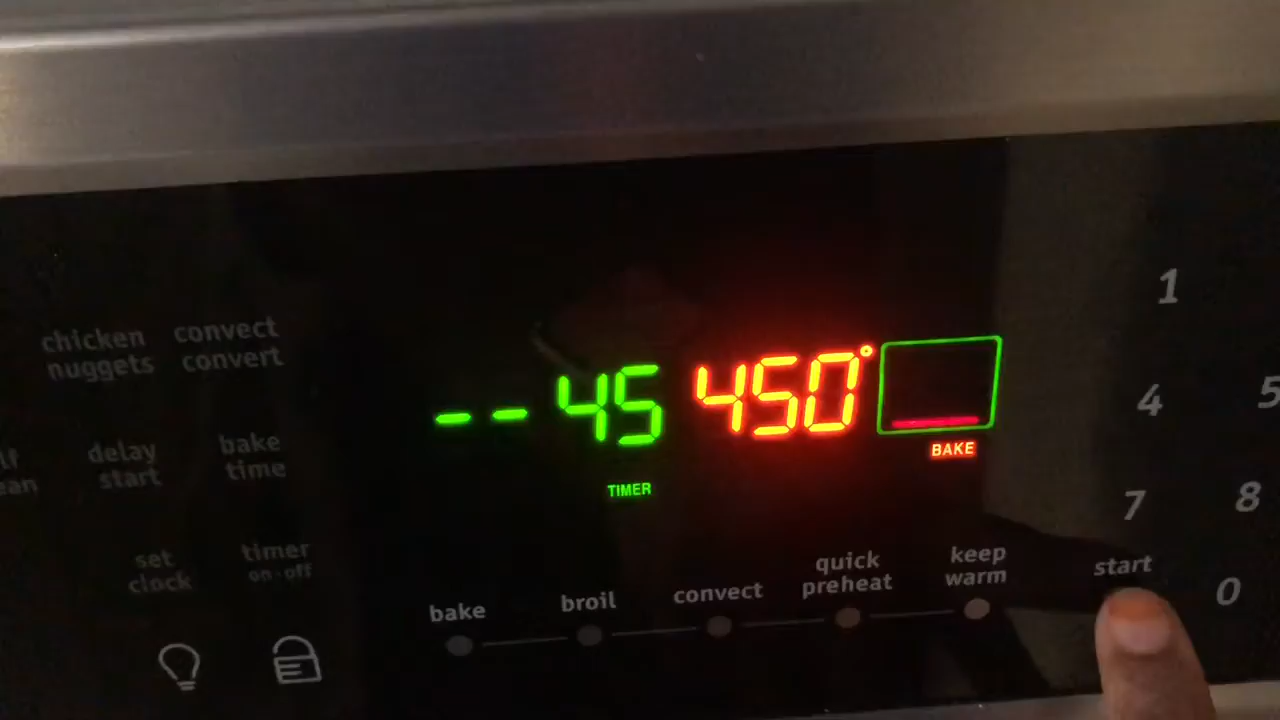 chicken nuggets
convect convert
1
-- 45 450°
4
5
delay start
bake time
BAKE
TIMER
7
8
set clock
timer on·off
bake
broil
convect
quick preheat
keep warm
start
0